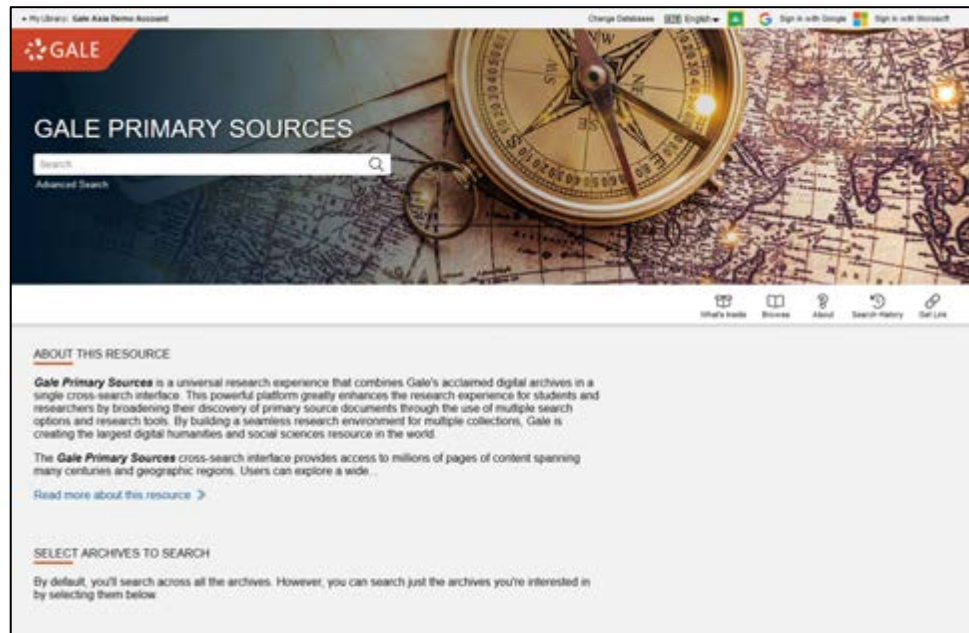 My Library: Gale Asia Demo Account
Change Databases English Sign in with Google Sign in with Microsoft
GALE
GALE PRIMARY SOURCES
Search...
Advanced Search
NW
N
NE
E
SE
What's Inside Browse About Search History Get Link
ABOUT THIS RESOURCE
Gale Primary Sources is a universal research experience that combines Gale's acclaimed digital archives in a
single cross-search interface. This powerful platform greatly enhances the research experience for students and
researchers by broadening their discovery of primary source documents through the use of multiple search
options and research tools. By building a seamless research environment for multiple collections, Gale is
creating the largest digital humanities and social sciences resource in the world.
The Gale Primary Sources cross-search interface provides access to millions of pages of content spanning
many centuries and geographic regions. Users can explore a wide...
Read more about this resource
SELECT ARCHIVES TO SEARCH
By default, you'll search across all the archives. However, you can search just the archives you're interested in
by selecting them below.